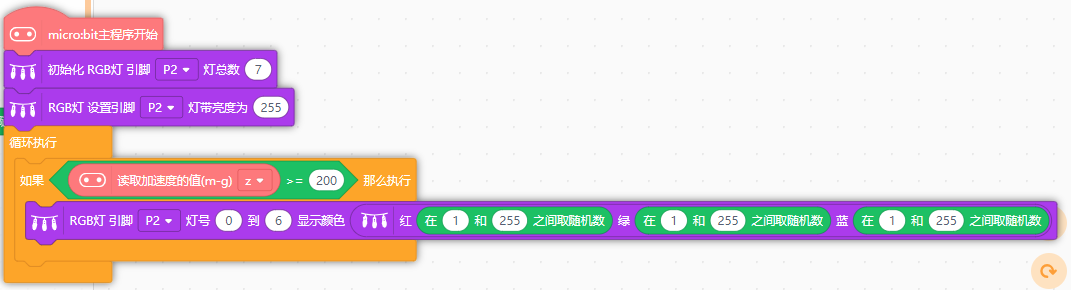 micro:bit主程序开始
初始化 RGB灯 引脚 P2 灯总数 7
RGB灯 设置引脚 P2 灯带亮度为 255
循环执行
如果 读取加速度的值(m-g) z >= 200 那么执行
RGB灯 引脚 P2 灯号 0 到 6 显示颜色 红 在 1 和 255 之间取随机数 绿 在 1 和 255 之间取随机数 蓝 在 1 和 255 之间取随机数